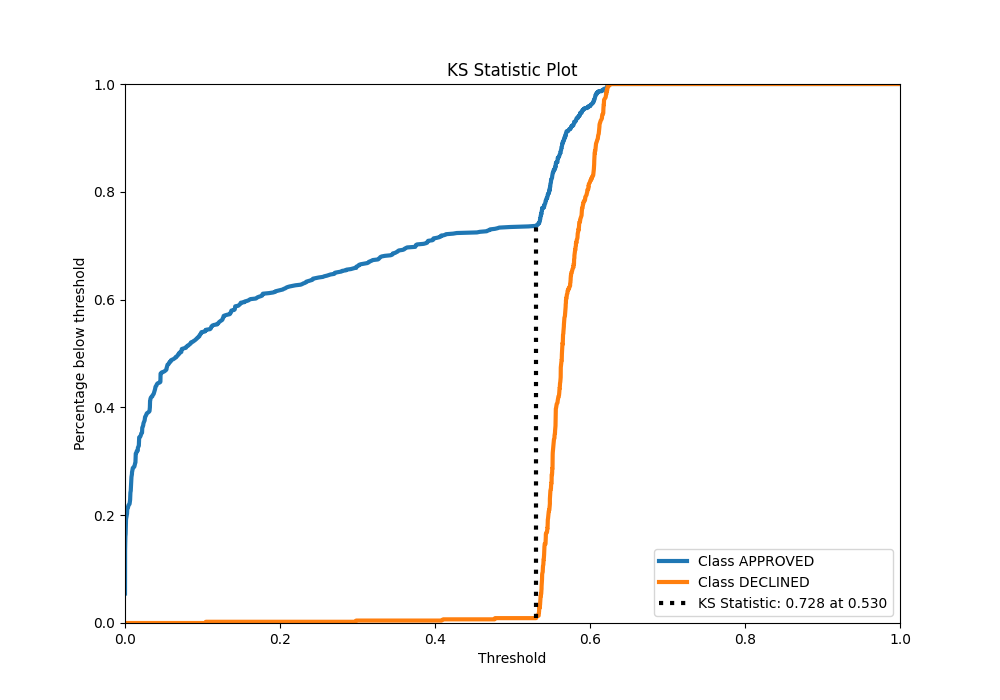 KS Statistic Plot
Percentage below threshold
1.0
0.8
0.6
0.4
0.2
0.0
0.0 0.2 0.4 0.6 0.8 1.0
Threshold
Class APPROVED
Class DECLINED
KS Statistic: 0.728 at 0.530